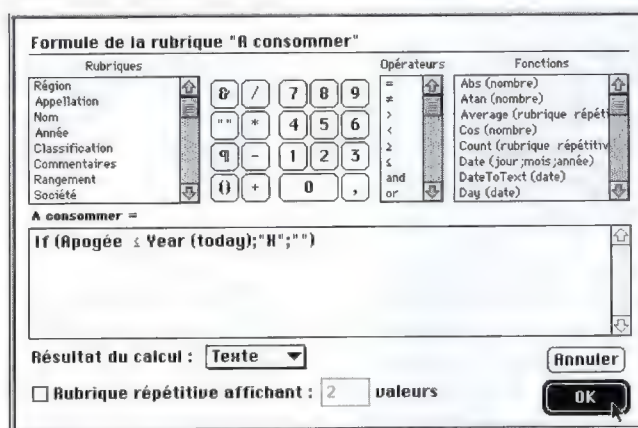 Formule de la rubrique "A consommer"
Rubriques
Région
Appellation
Nom
Année
Classification
Commentaires
Rangement
Société
& / 7 8 9
"" * 4 5 6
¶ - 1 2 3
() + 0 ,
Opérateurs
=
≠
>
<
≥
≤
and
or
Fonctions
Abs (nombre)
Atan (nombre)
Average (rubrique répéti
Cos (nombre)
Count (rubrique répétitiv
Date (jour;mois;année)
DateToText (date)
Day (date)
A consommer =
If (Apogée ≤ Year (today);"X";"")
Résultat du calcul : Texte
Annuler
Rubrique répétitive affichant : 2 valeurs
OK